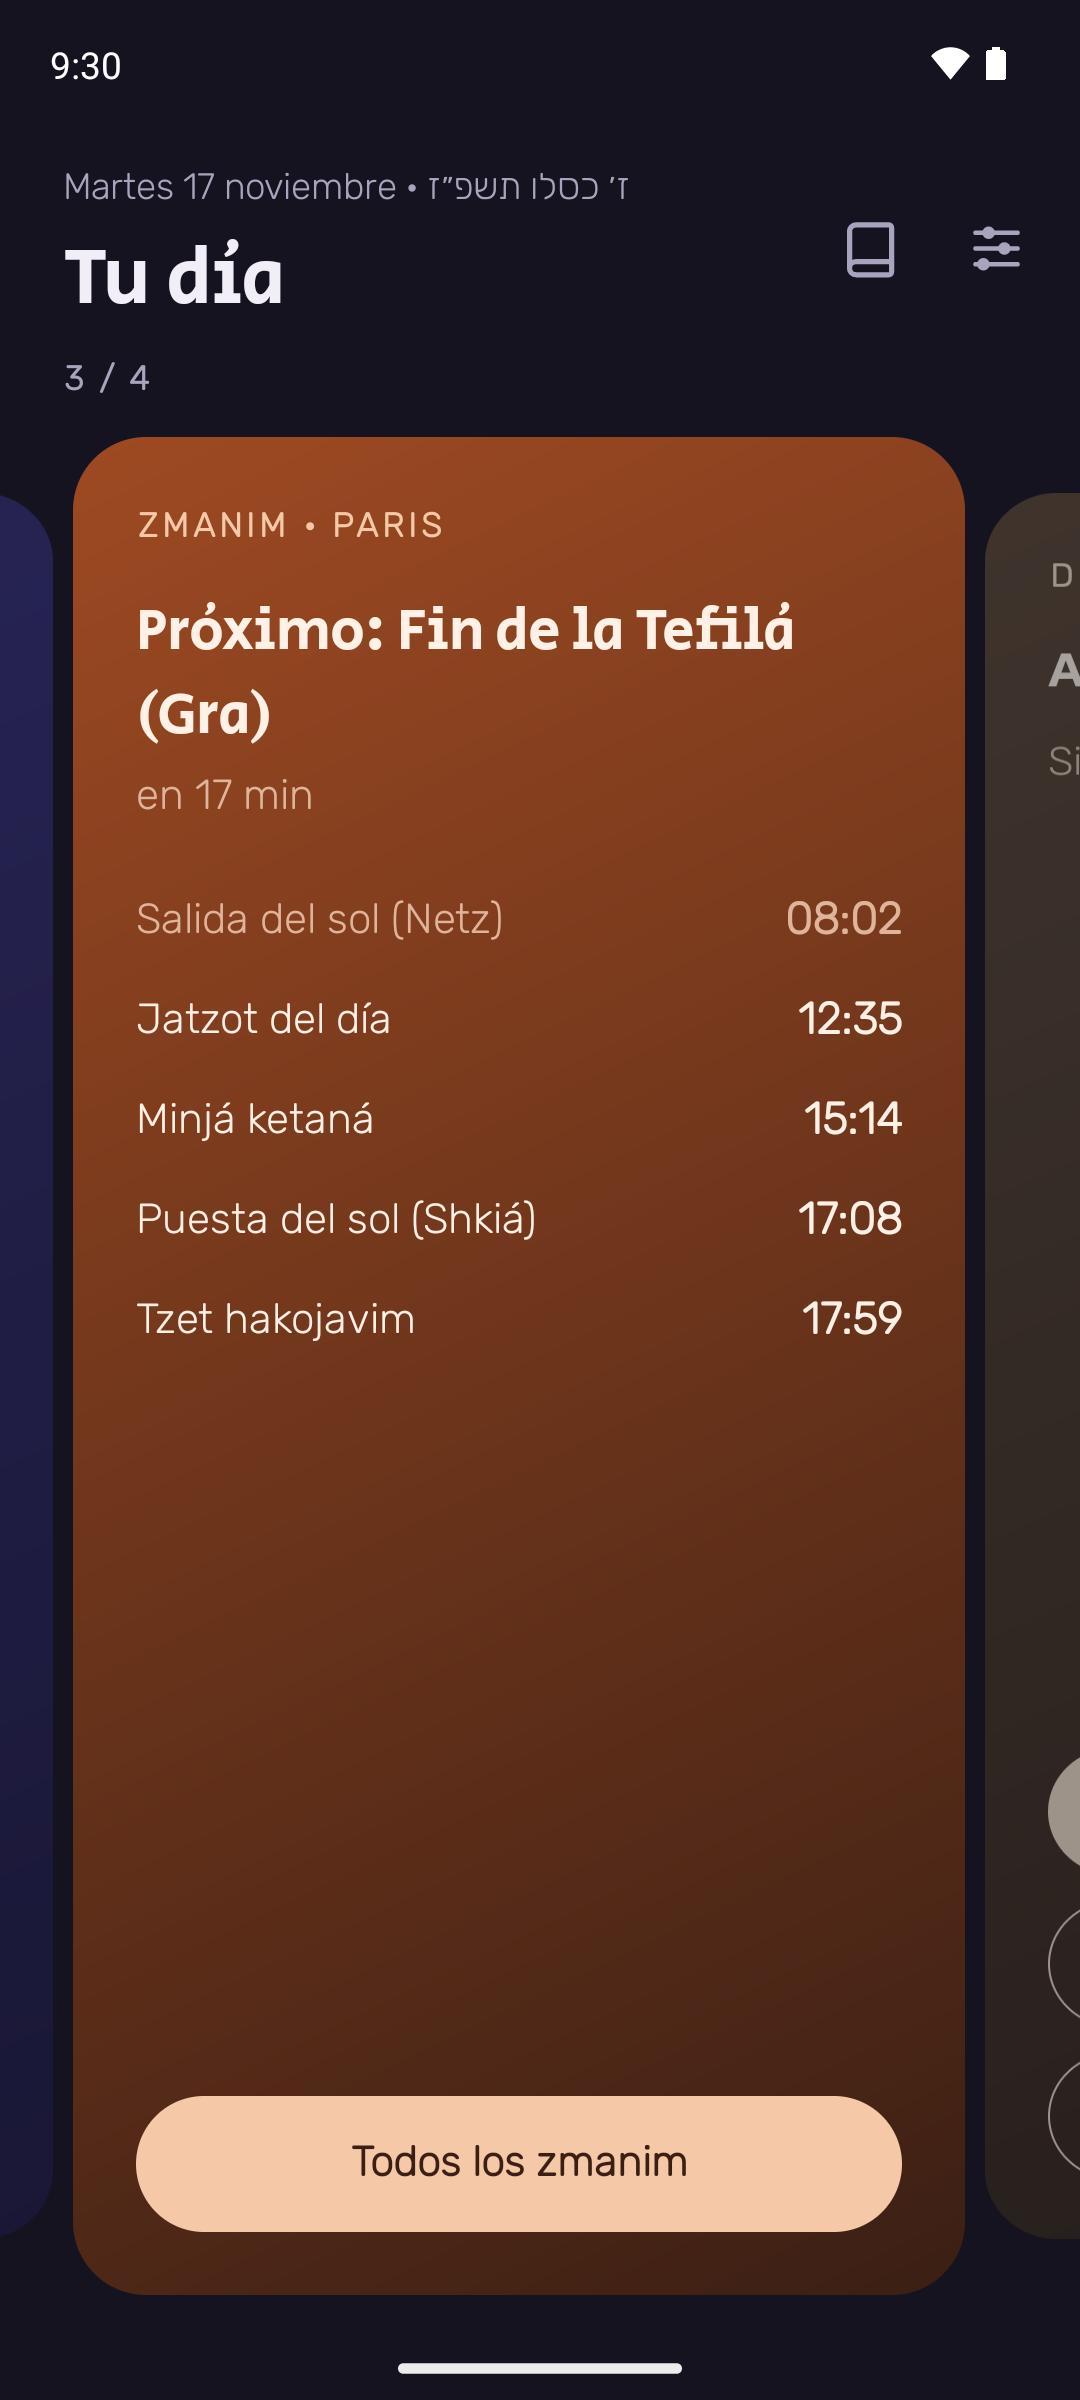 9:30
Martes 17 noviembre • ז׳ כסלו תשפ״ז
Tu día
3 / 4
ZMANIM • PARIS
Próximo: Fin de la Tefilá
(Gra)
en 17 min
Salida del sol (Netz) 08:02
Jatzot del día 12:35
Minjá ketaná 15:14
Puesta del sol (Shkiá) 17:08
Tzet hakojavim 17:59
Todos los zmanim